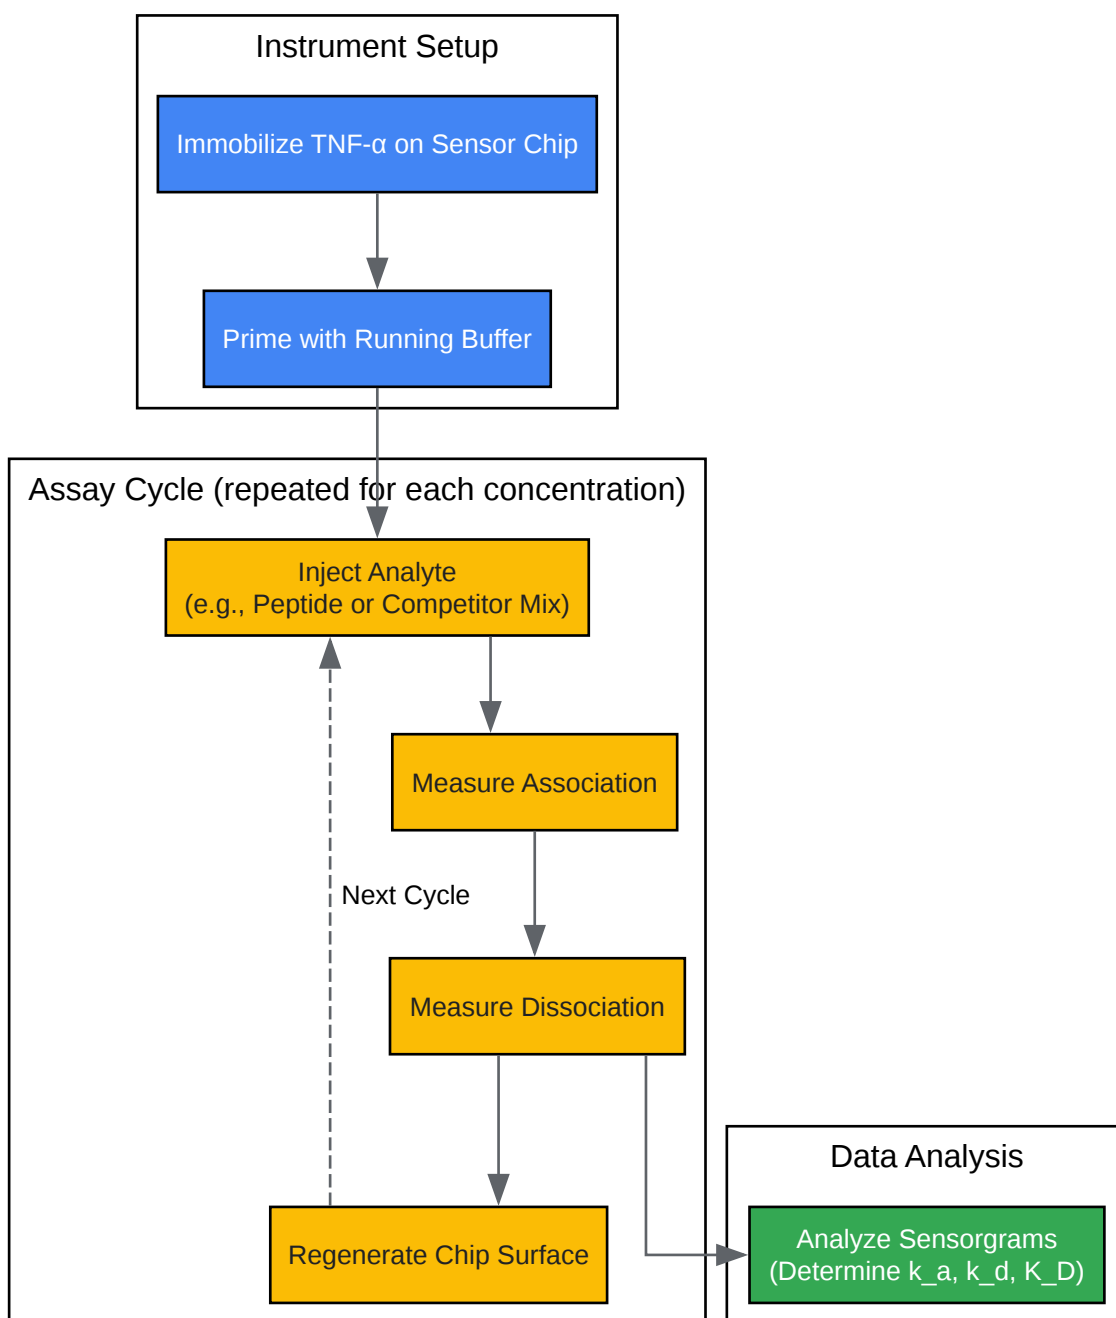 Instrument Setup
Immobilize TNF-α on Sensor Chip
Prime with Running Buffer
Assay Cycle (repeated for each concentration)
Inject Analyte
(e.g., Peptide or Competitor Mix)
Measure Association
Next Cycle
Measure Dissociation
Regenerate Chip Surface
Data Analysis
Analyze Sensorgrams
(Determine k_a, k_d, K_D)